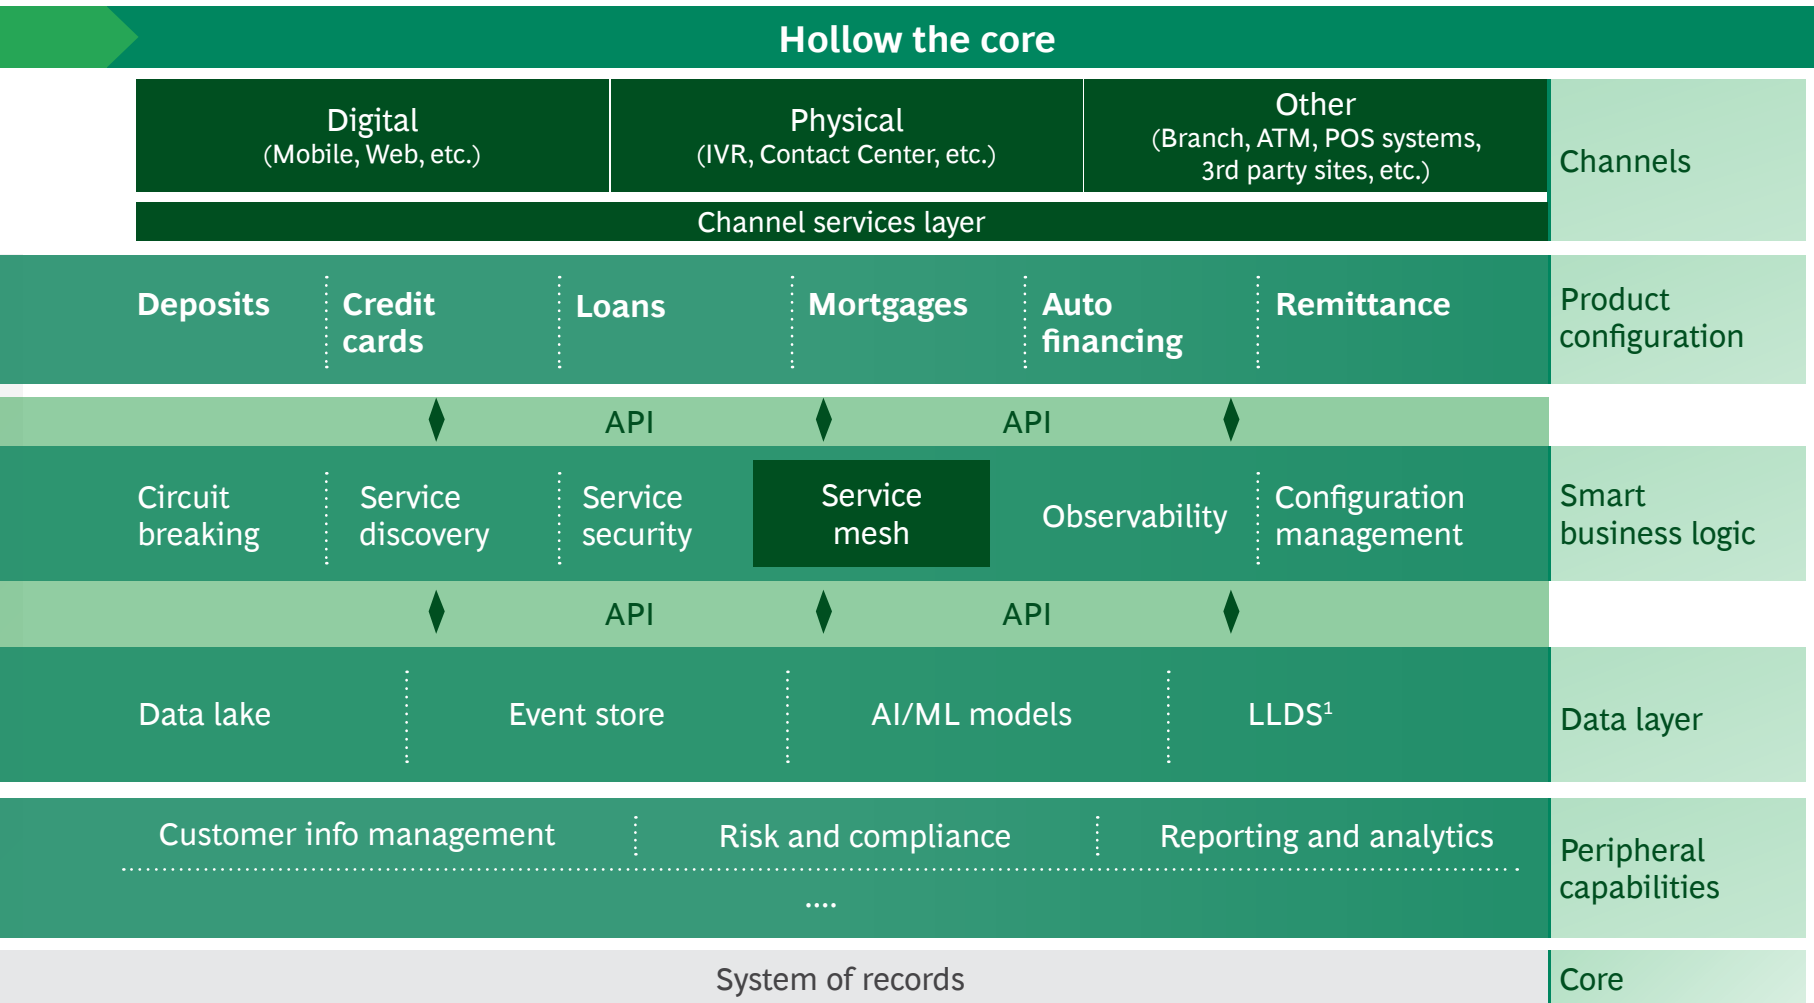 Hollow the core
Digital
(Mobile, Web, etc.)
Physical
(IVR, Contact Center, etc.)
Other
(Branch, ATM, POS systems,
3rd party sites, etc.)
Channels
Channel services layer
Deposits
Credit
cards
Loans
Mortgages
Auto
financing
Remittance
Product
configuration
API
API
Circuit
breaking
Service
discovery
Service
security
Service
mesh
Observability
Configuration
management
Smart
business logic
API
API
Data lake
Event store
AI/ML models
LLDS¹
Data layer
Customer info management
Risk and compliance
Reporting and analytics
....
Peripheral
capabilities
System of records
Core